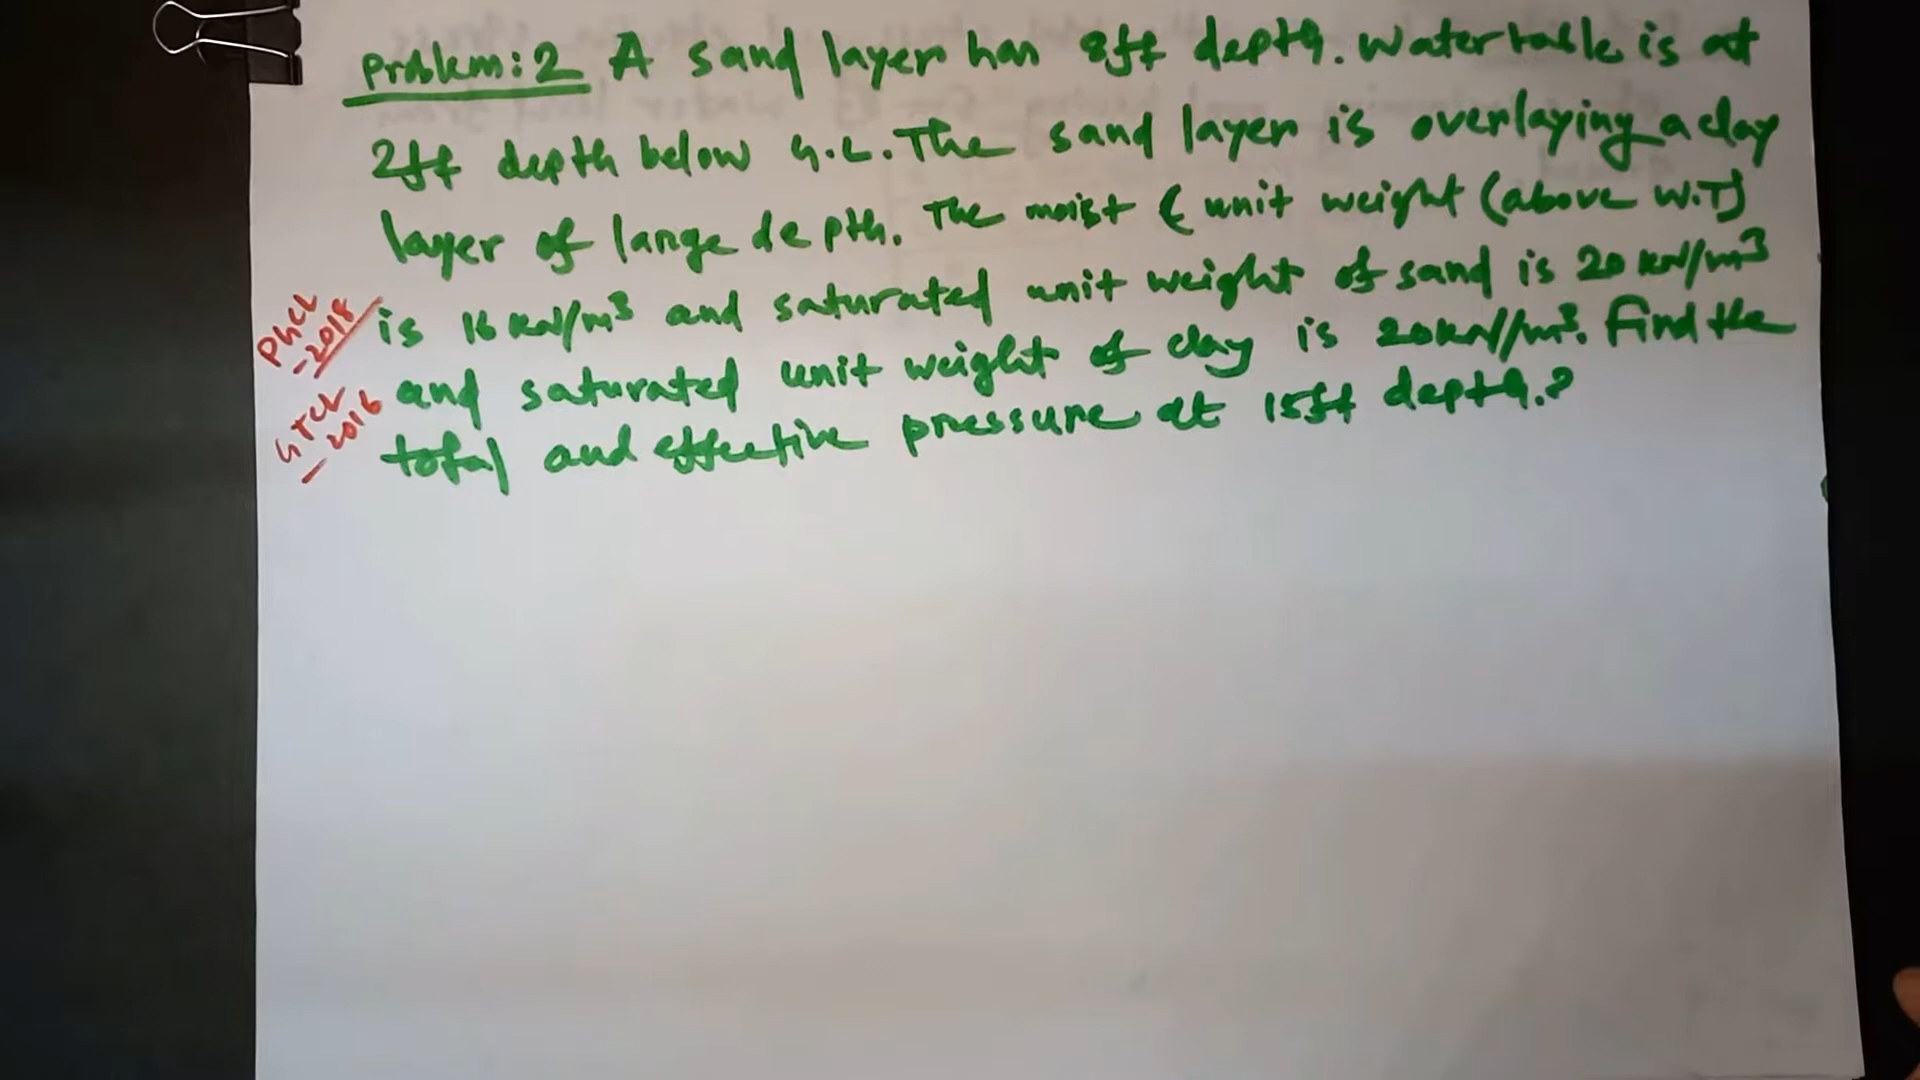 Problem: 2 A sand layer has 8ft depth. Water table is at
2ft depth below G.L. The sand layer is overlaying a clay
layer of large depth. The moist & unit weight (above W.T)
is 16 kN/m³ and saturated unit weight of sand is 20 kN/m³
and saturated unit weight of clay is 20kN/m³. Find the
total and effective pressure at 15ft depth.?
PGCL
-2018
GTCL
-2016